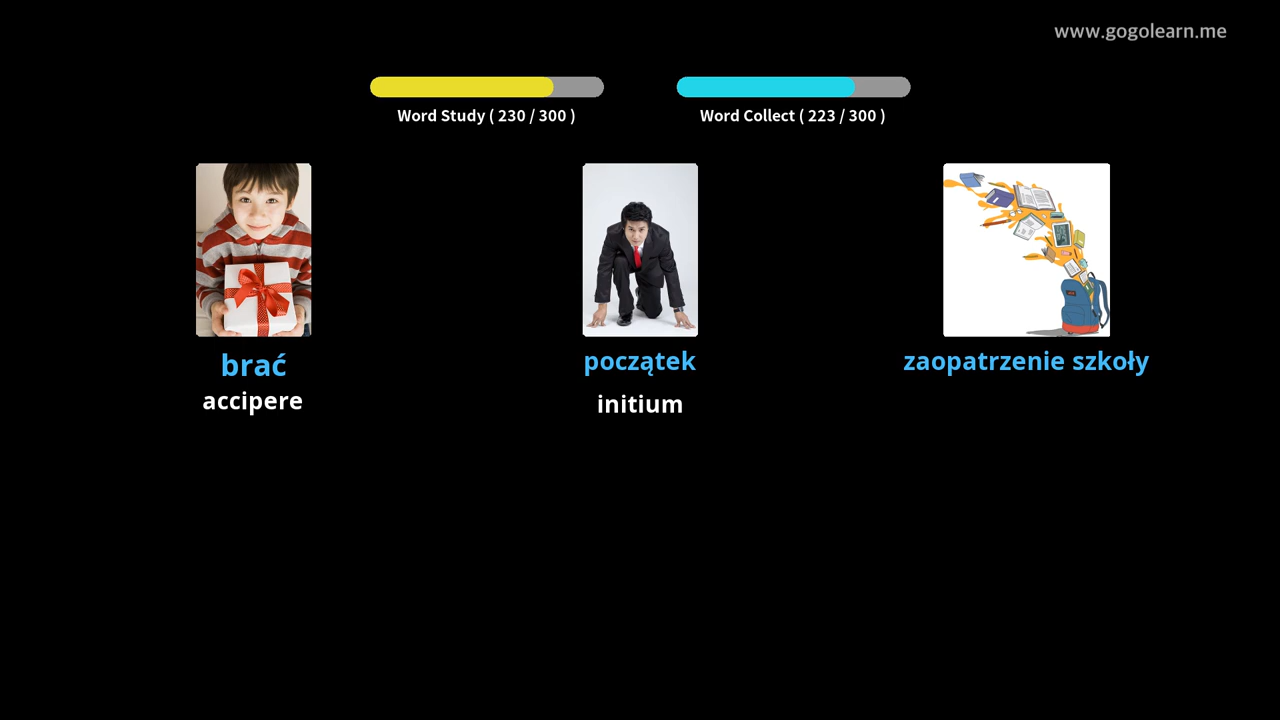 www.gogolearn.me
Word Study ( 230 / 300 )
Word Collect ( 223 / 300 )
brać
accipere
początek
initium
zaopatrzenie szkoły